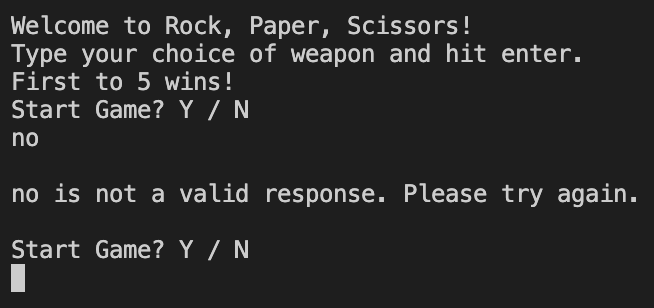 Welcome to Rock, Paper, Scissors!
Type your choice of weapon and hit enter.
First to 5 wins!
Start Game? Y / N
no
no is not a valid response. Please try again.
Start Game? Y / N